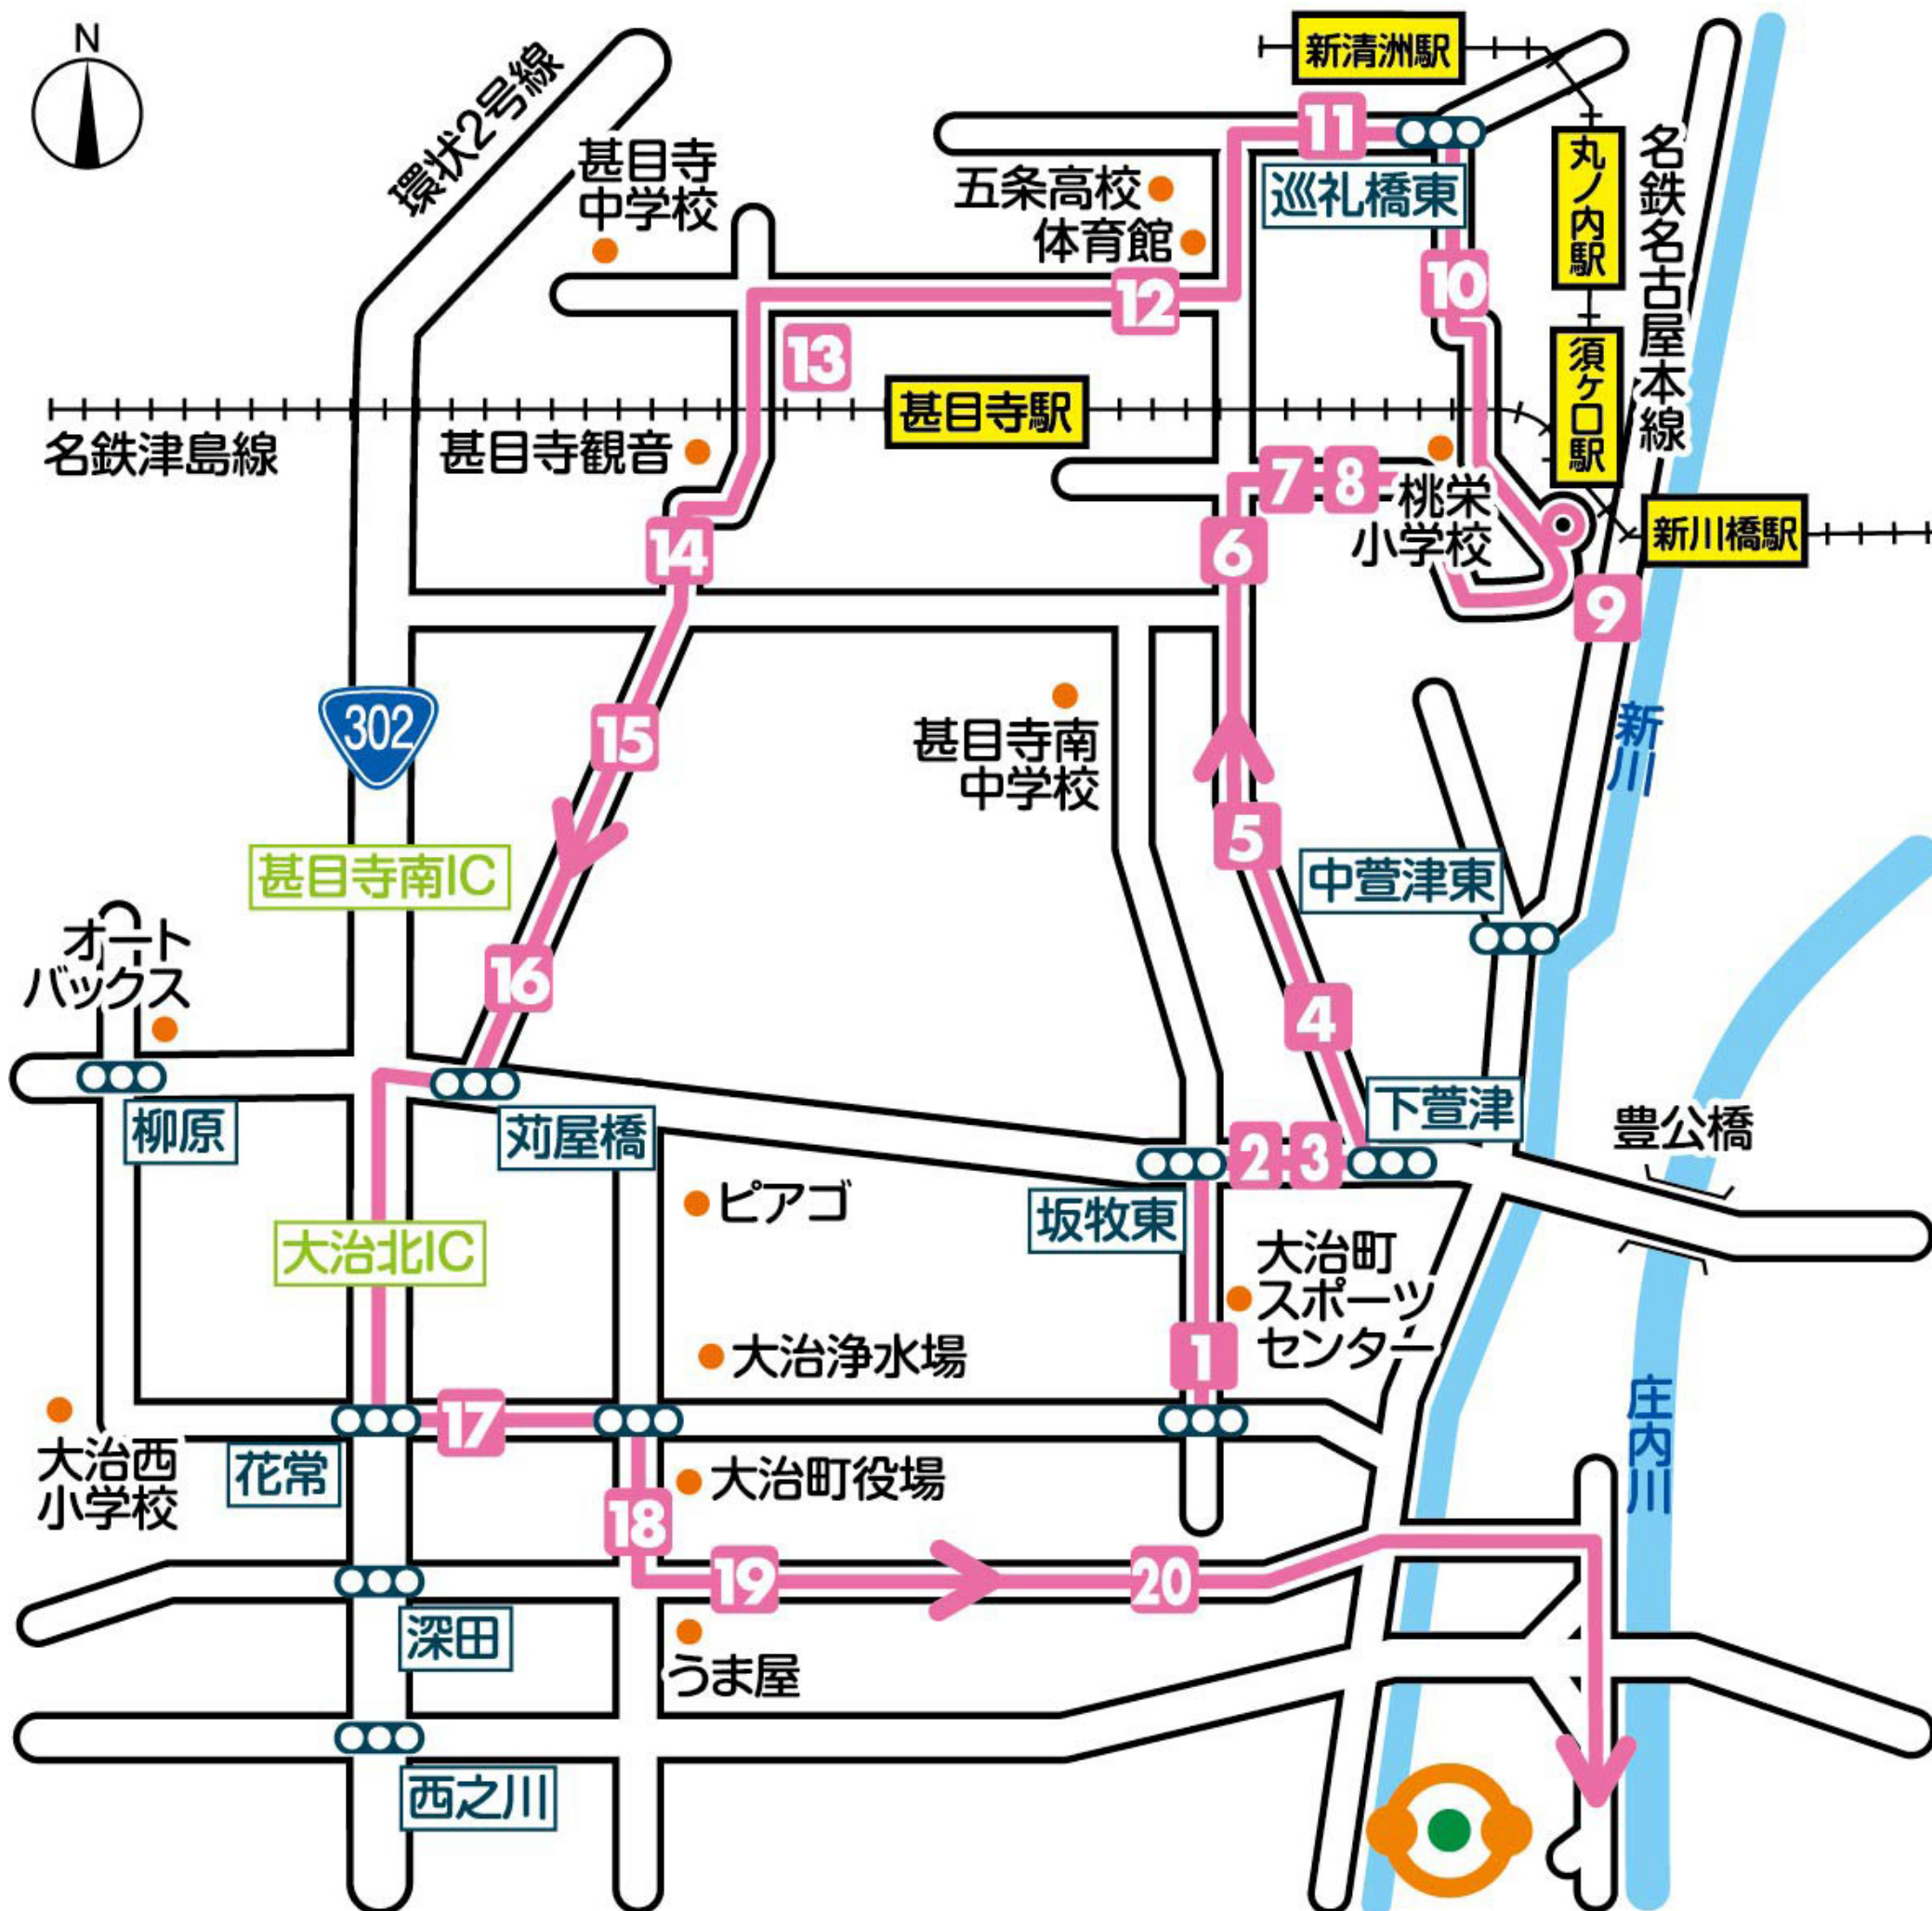 N
環状2号線
新清洲駅
11
甚目寺
中学校
五条高校
体育館
巡礼橋東
丸ノ内駅
名鉄名古屋本線
10
12
13
須ヶ口駅
甚目寺駅
名鉄津島線
甚目寺観音
7
8
桃栄
小学校
新川橋駅
14
6
9
302
15
甚目寺南
中学校
新川
5
甚目寺南IC
中萱津東
オート
バックス
16
4
柳原
苅屋橋
下萱津
豊公橋
2
3
ピアゴ
坂牧東
大治北IC
大治町
スポーツ
センター
1
大治浄水場
17
大治西
小学校
花常
大治町役場
庄内川
18
19
20
深田
うま屋
西之川